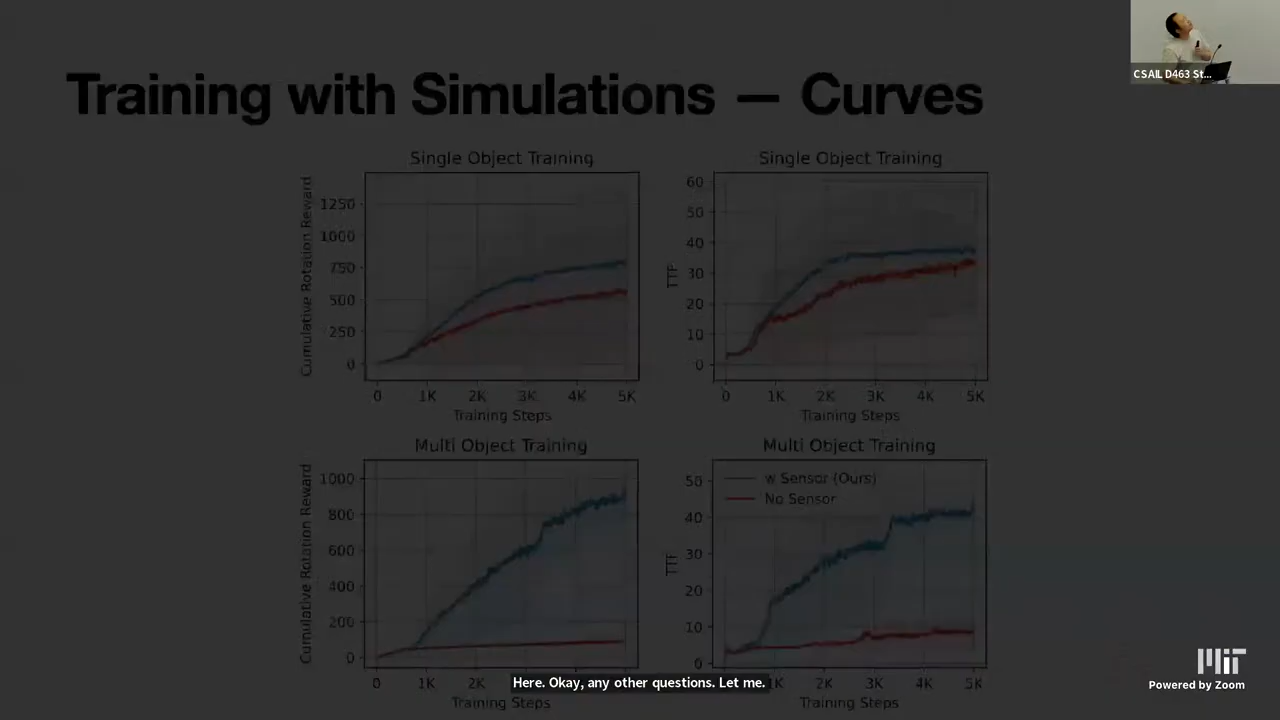 Training with Simulations — Curves
CSAIL D463 St...
Single Object Training
Cumulative Rotation Reward
1250
1000
750
500
250
0
0 1K 2K 3K 4K 5K
Training Steps
Single Object Training
TTF
60
50
40
30
20
10
0
0 1K 2K 3K 4K 5K
Training Steps
Multi Object Training
Cumulative Rotation Reward
1000
800
600
400
200
0
0 1K 2K 3K 4K 5K
Training Steps
Multi Object Training
w Sensor (Ours)
No Sensor
TTF
50
40
30
20
10
0
1K 2K 3K 4K 5K
Training Steps
Here. Okay, any other questions. Let me.
MIT
Powered by Zoom